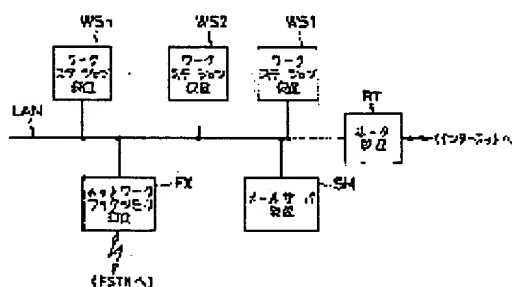 WSn
WS2
WS1
ワーク
ステーション
装置
ワーク
ステーション
装置
ワーク
ステーション
装置
LAN
RT
ルータ
装置
(インターネットへ)
ネットワーク
ファクシミリ
装置
FX
メールサーバ
装置
SM
(PSTNへ)